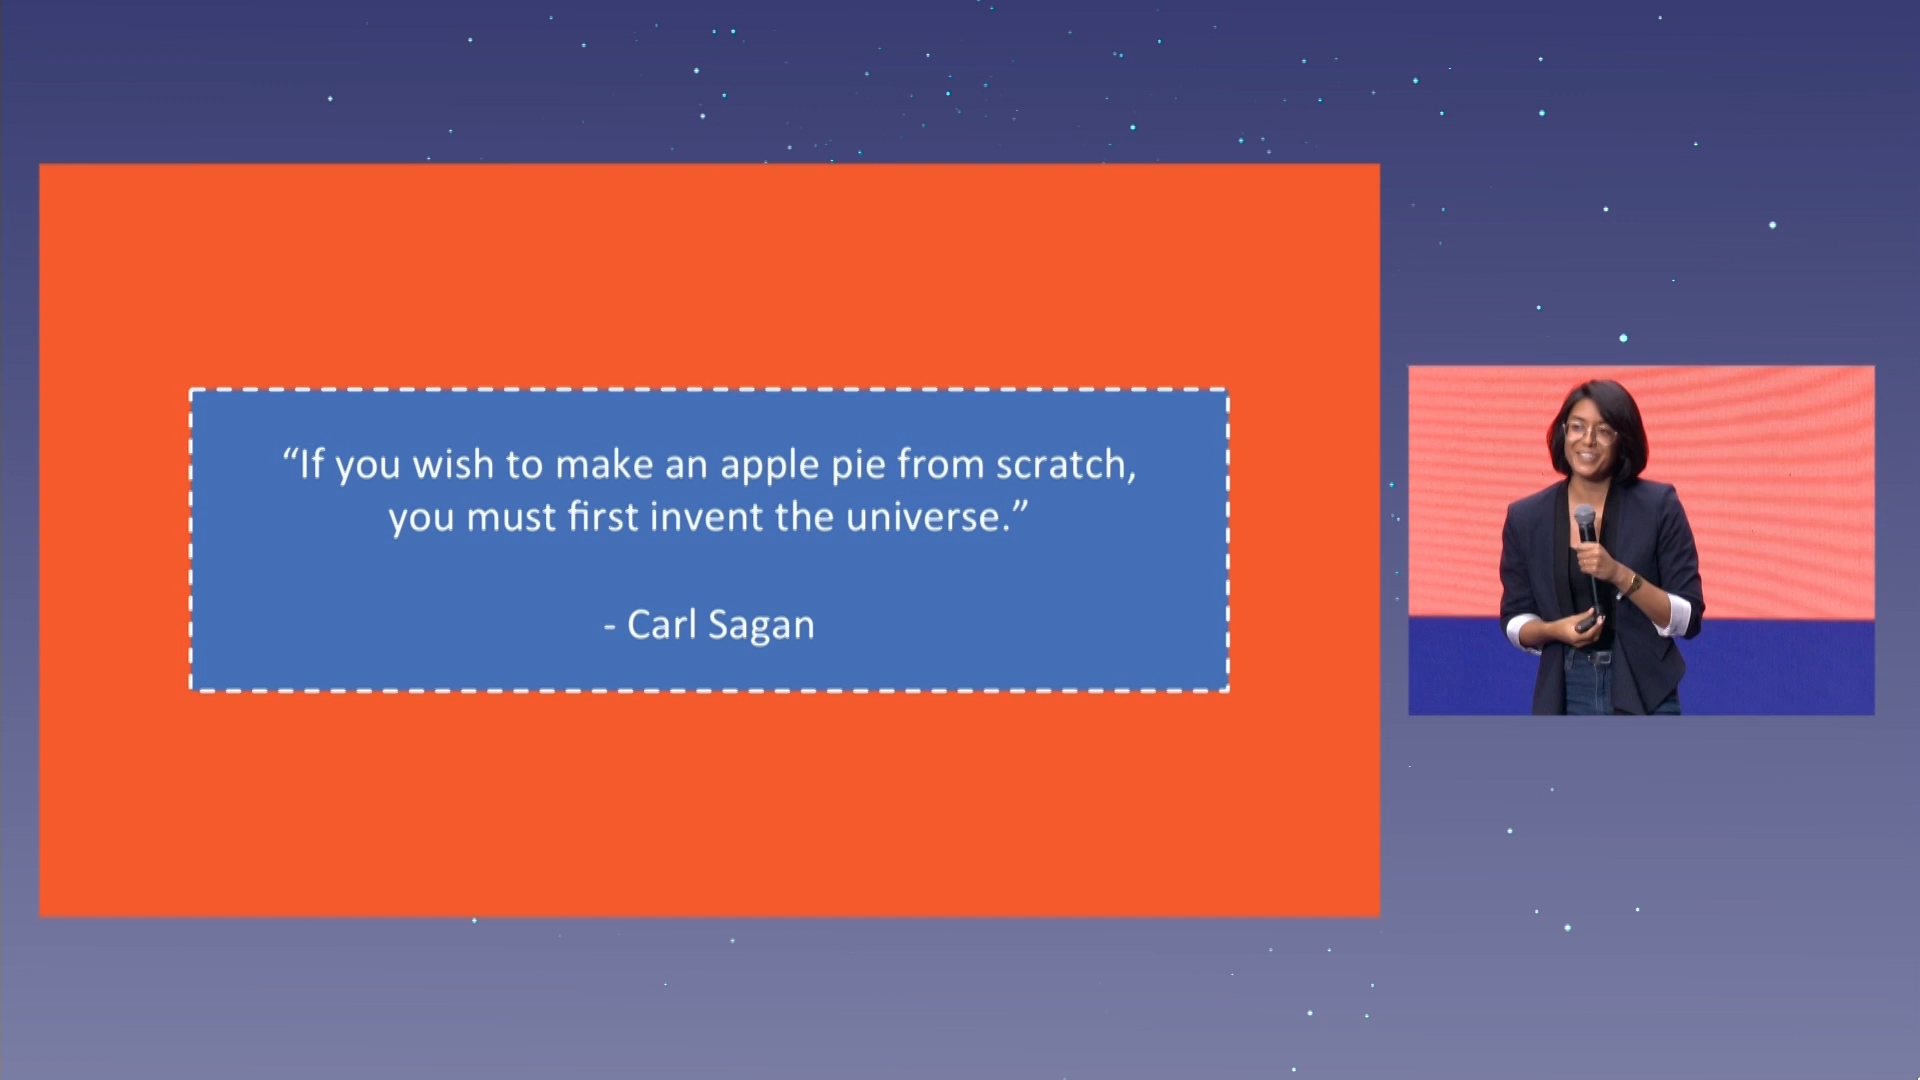 “If you wish to make an apple pie from scratch,
you must first invent the universe.”
- Carl Sagan